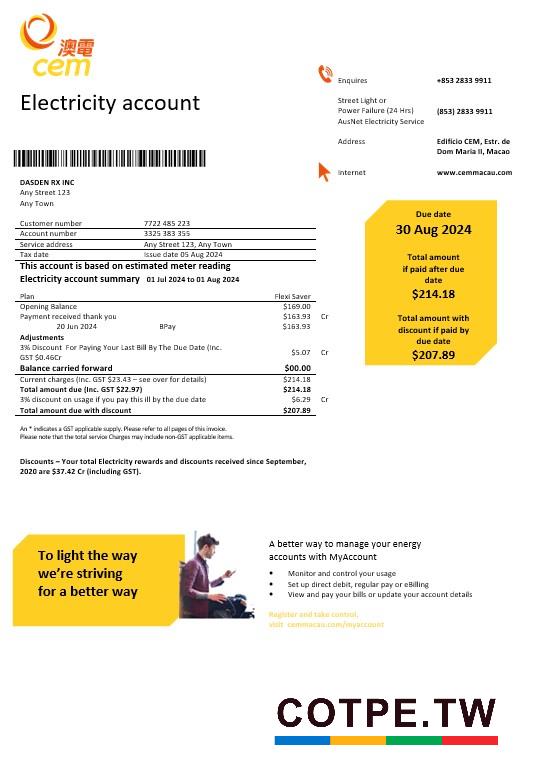 澳電
cem
Electricity account
Enquires +853 2833 9911
Street Light or
Power Failure (24 Hrs) (853) 2833 9911
AusNet Electricity Service
Address Edifício CEM, Estr. de
Dom Maria II, Macao
Internet www.cemmacau.com
DASDEN RX INC
Any Street 123
Any Town
Customer number 7722 485 223
Account number 3325 383 355
Service address Any Street 123, Any Town
Tax date Issue date 05 Aug 2024
This account is based on estimated meter reading
Electricity account summary 01 Jul 2024 to 01 Aug 2024
Plan Flexi Saver
Opening Balance $169.00
Payment received thank you $163.93 Cr
20 Jun 2024 BPay $163.93
Adjustments
3% Discount For Paying Your Last Bill By The Due Date (Inc.
GST $0.46Cr $5.07 Cr
Balance carried forward $00.00
Current charges (Inc. GST $23.43 – see over for details) $214.18
Total amount due (Inc. GST $22.97) $214.18
3% discount on usage if you pay this ill by the due date $6.29 Cr
Total amount due with discount $207.89
Due date
30 Aug 2024
Total amount
if paid after due
date
$214.18
Total amount with
discount if paid by
due date
$207.89
An * indicates a GST applicable supply. Please refer to all pages of this invoice.
Please note that the total service Charges may include non-GST applicable items.
Discounts – Your total Electricity rewards and discounts received since September,
2020 are $37.42 Cr (including GST).
To light the way
we’re striving
for a better way
A better way to manage your energy
accounts with MyAccount
• Monitor and control your usage
• Set up direct debit, regular pay or eBilling
• View and pay your bills or update your account details
Register and take control,
visit cemmacau.com/myaccount
COTPE.TW